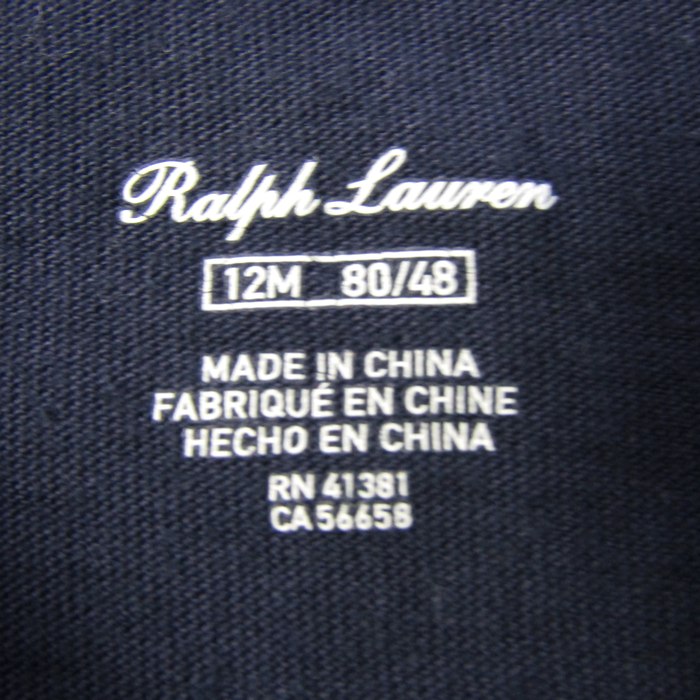 Ralph Lauren
12M 80/48
MADE IN CHINA
FABRIQUÉ EN CHINE
HECHO EN CHINA
RN 41381
CA 56658